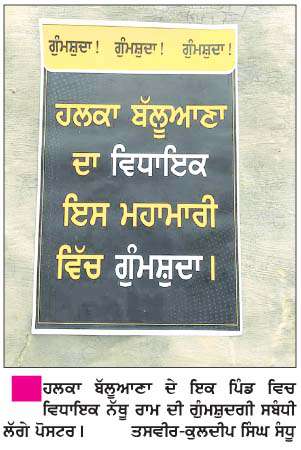 ਗੁੰਮਸ਼ੁਦਾ! ਗੁੰਮਸ਼ੁਦਾ! ਗੁੰਮਸ਼ੁਦਾ!
ਹਲਕਾ ਬੱਲੂਆਣਾ
ਦਾ ਵਿਧਾਇਕ
ਇਸ ਮਹਾਮਾਰੀ
ਵਿੱਚ ਗੁੰਮਸ਼ੁਦਾ।
ਹਲਕਾ ਬੱਲੂਆਣਾ ਦੇ ਇਕ ਪਿੰਡ ਵਿਚ
ਵਿਧਾਇਕ ਨੱਥੂ ਰਾਮ ਦੀ ਗੁੰਮਸ਼ੁਦਗੀ ਸਬੰਧੀ
ਲੱਗੇ ਪੋਸਟਰ। ਤਸਵੀਰ-ਕੁਲਦੀਪ ਸਿੰਘ ਸੰਧੂ